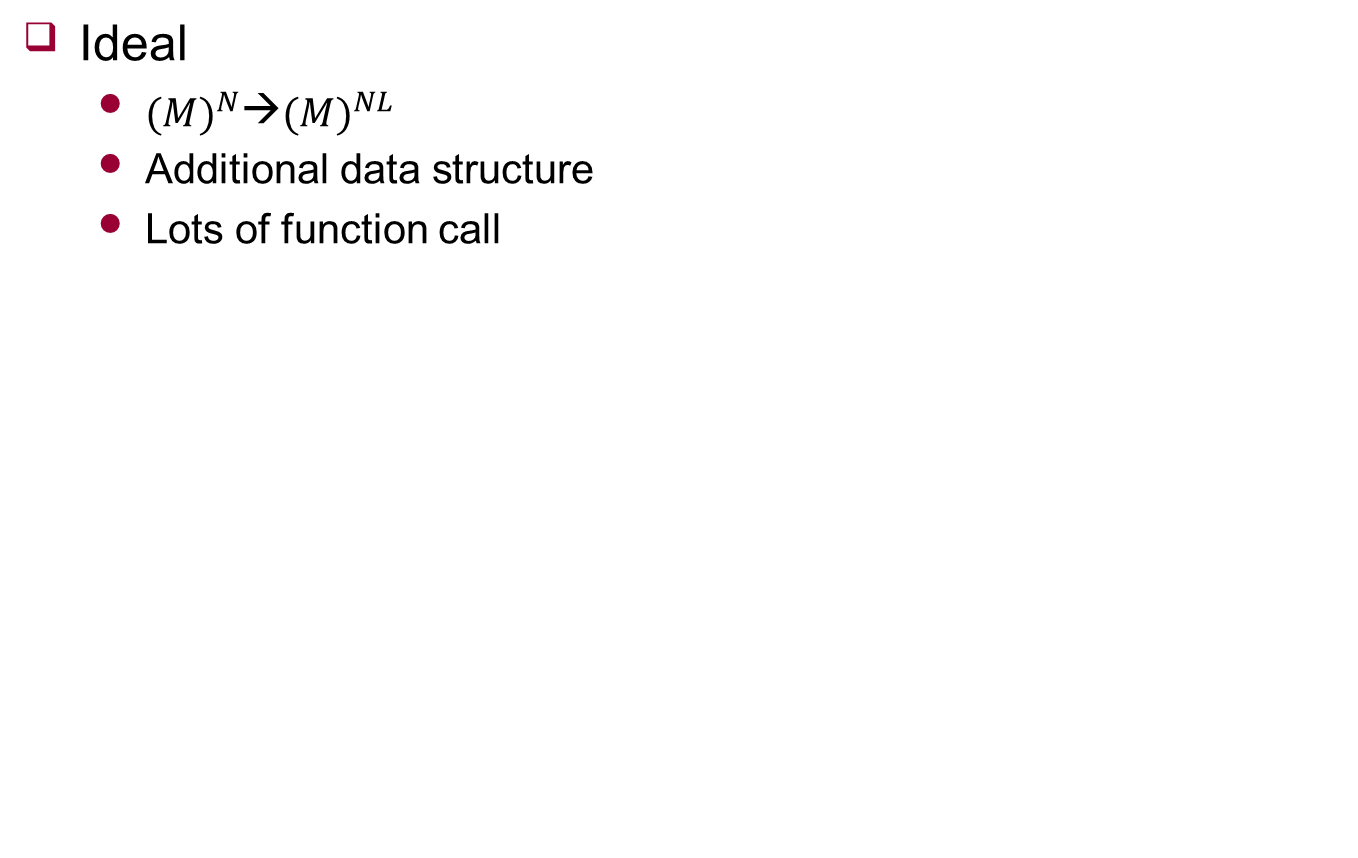 Ideal
(M)^N→(M)^NL
Additional data structure
Lots of function call